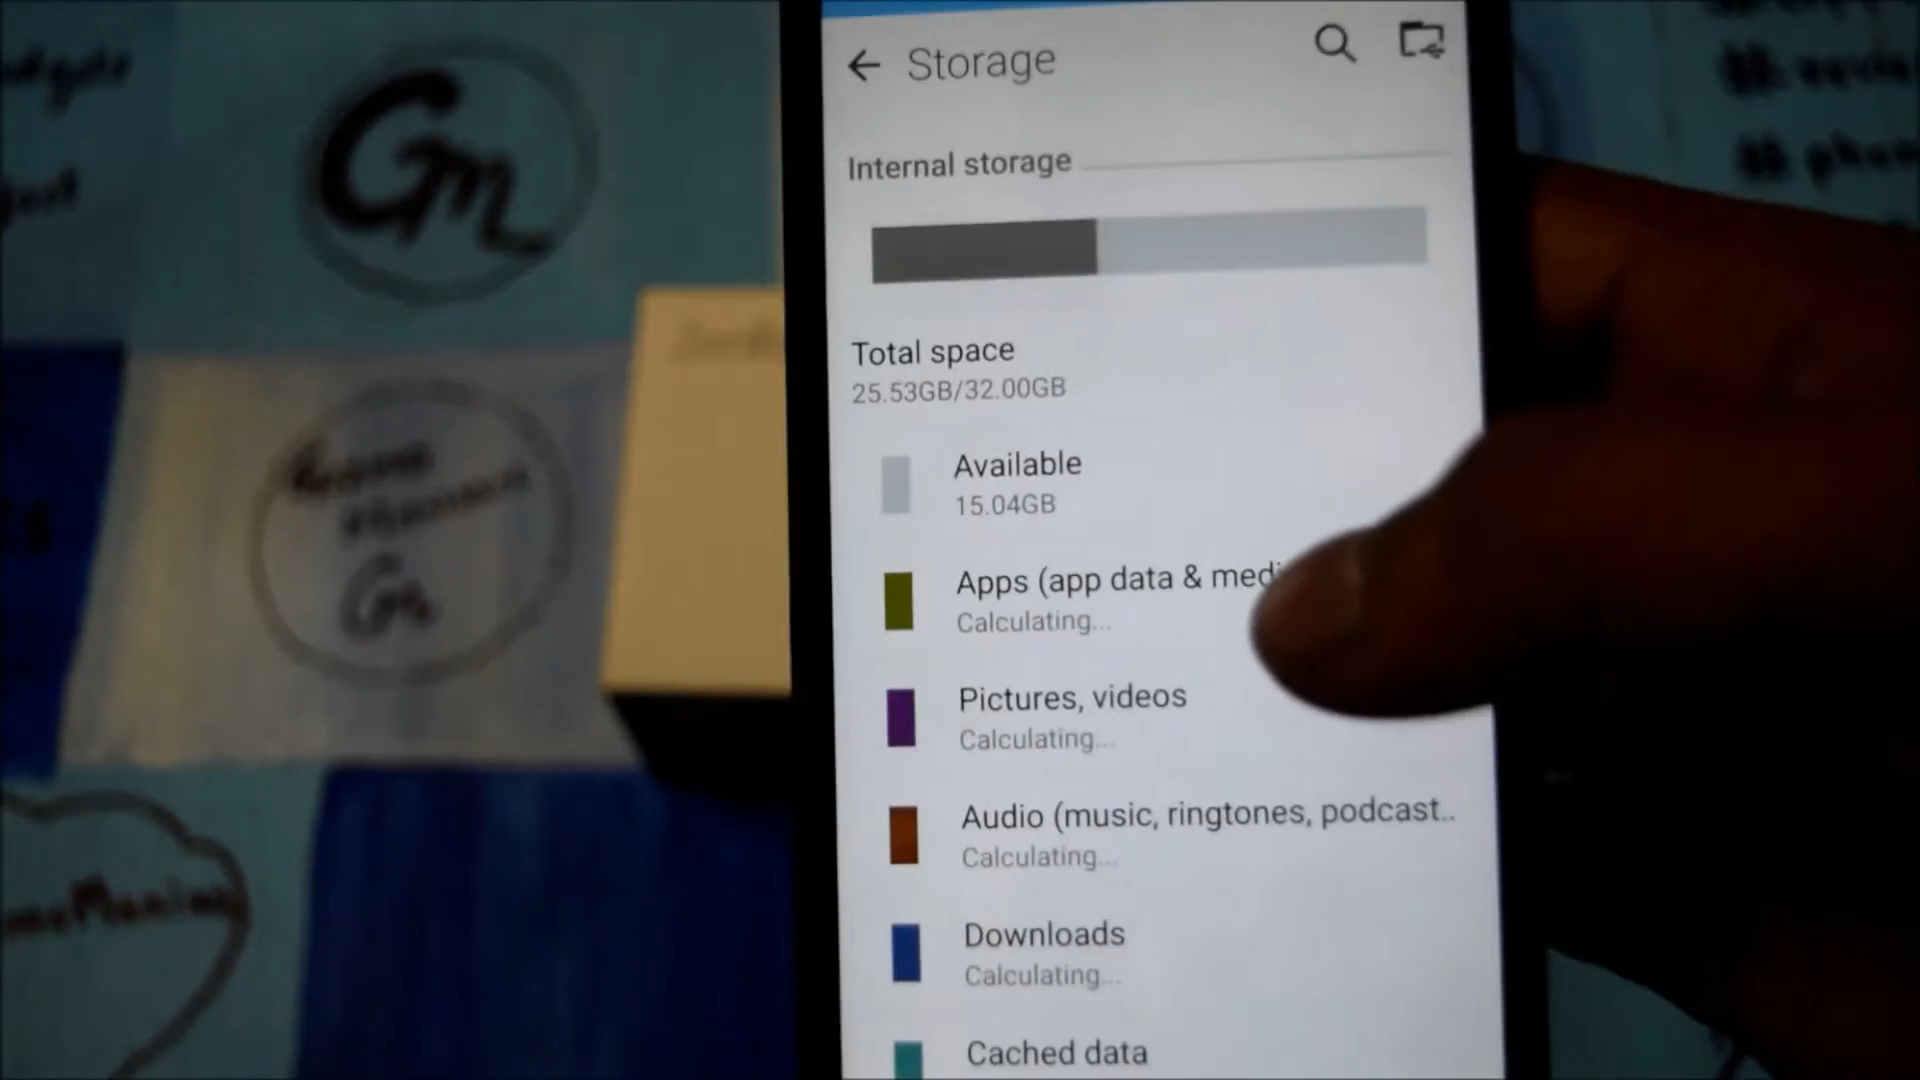 Storage
Internal storage
Total space
25.53GB/32.00GB
Available
15.04GB
Apps (app data & medi
Calculating...
Pictures, videos
Calculating...
Audio (music, ringtones, podcast..
Calculating...
Downloads
Calculating...
Cached data
Gm
Gm